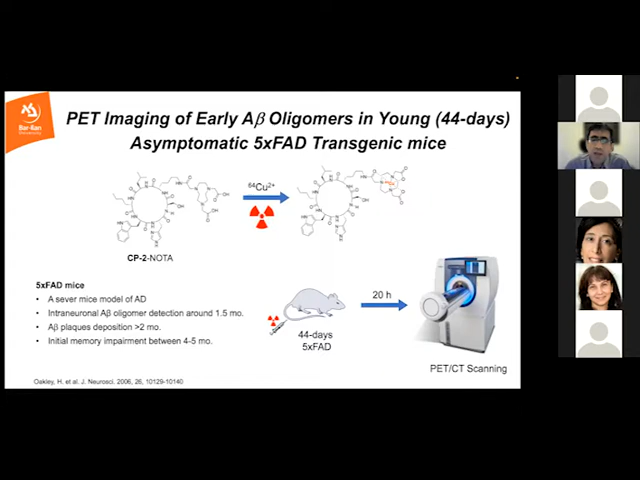 Bar-Ilan
University
PET Imaging of Early Aβ Oligomers in Young (44-days)
Asymptomatic 5xFAD Transgenic mice
⁶⁴Cu²⁺
CP-2-NOTA
5xFAD mice
• A sever mice model of AD
• Intraneuronal Aβ oligomer detection around 1.5 mo.
• Aβ plaques deposition >2 mo.
• Initial memory impairment between 4-5 mo.
44-days
5xFAD
20 h
PET/CT Scanning
Oakley, H. et al. J. Neurosci. 2006, 26, 10129-10140